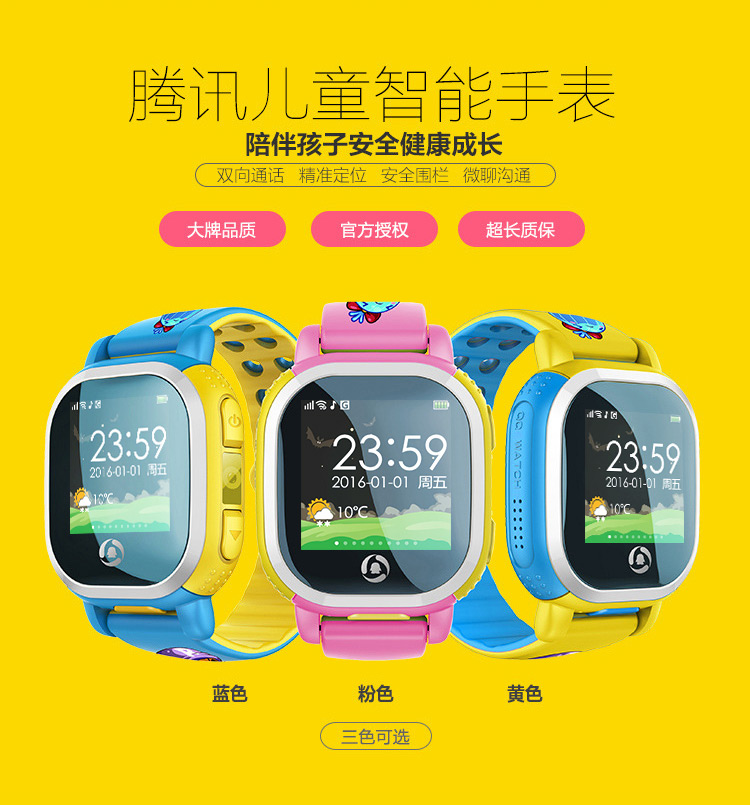 腾讯儿童智能手表
陪伴孩子安全健康成长
双向通话 精准定位 安全围栏 微聊沟通
大牌品质 官方授权 超长质保
23:59
2016-01-01 周五
10℃
23:59
2016-01-01 周五
10℃
QQ WATCH
23:59
2016-01-01 周五
10℃
蓝色 粉色 黄色
三色可选